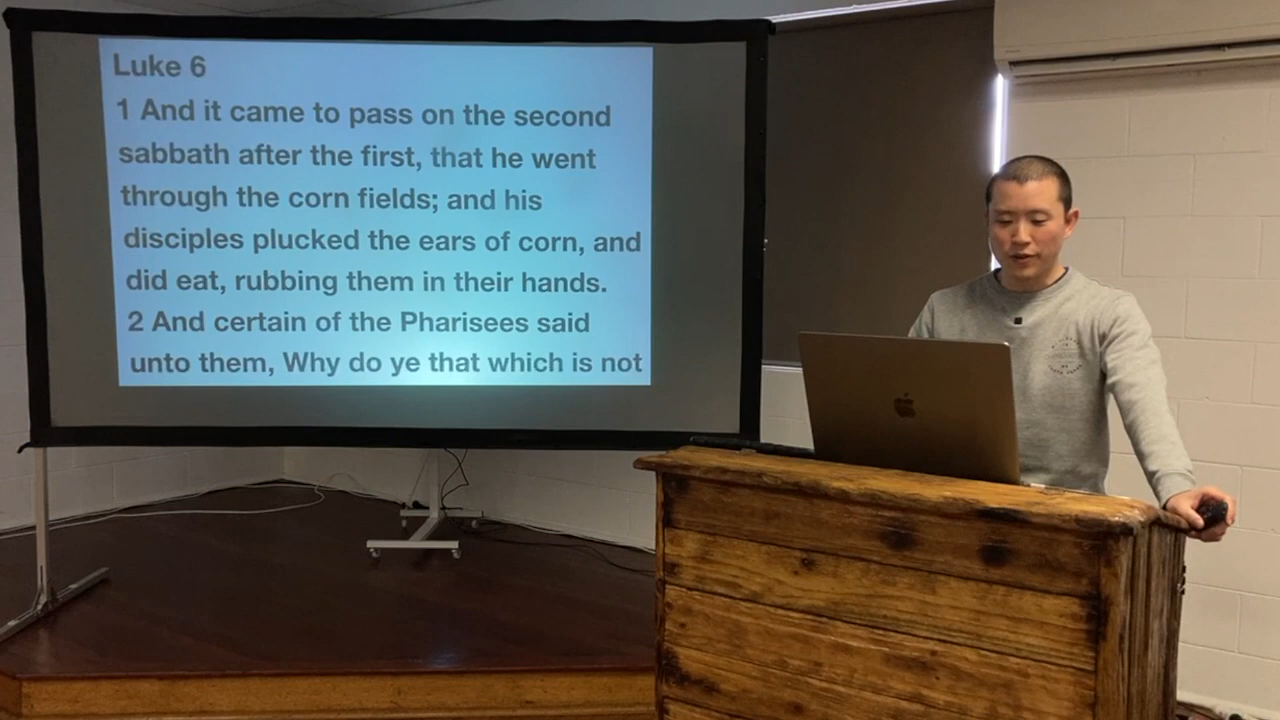 Luke 6
1 And it came to pass on the second
sabbath after the first, that he went
through the corn fields; and his
disciples plucked the ears of corn, and
did eat, rubbing them in their hands.
2 And certain of the Pharisees said
unto them, Why do ye that which is not